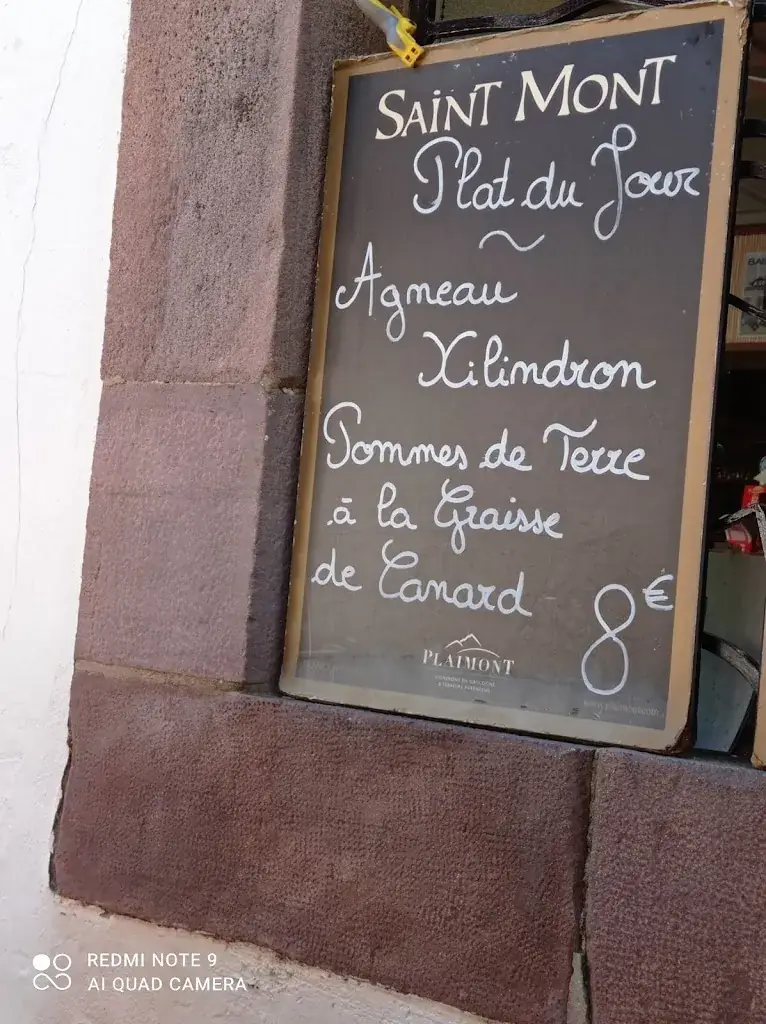 SAINT MONT
Plat du Jour
~
Agneau
Xilindron
Pommes de Terre
à la Graisse
de Canard
8€
PLAIMONT
REDMI NOTE 9
AI QUAD CAMERA